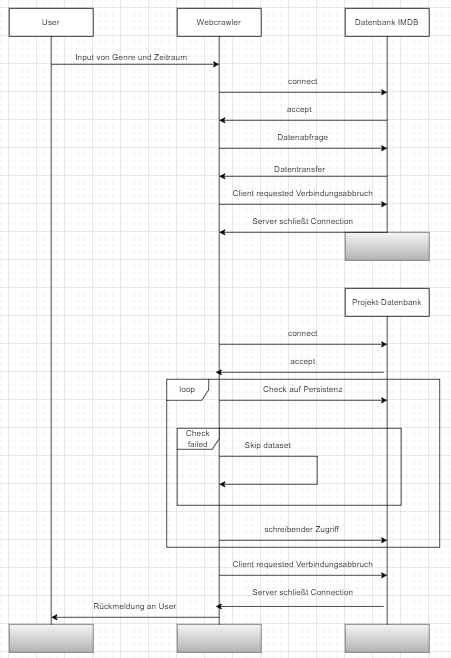 User
Webcrawler
Datenbank IMDB
Input von Genre und Zeitraum
connect
accept
Datenabfrage
Datentransfer
Client requested Verbindungsabbruch
Server schließt Connection
Projekt-Datenbank
connect
accept
loop
Check auf Persistenz
Check
failed
Skip dataset
schreibender Zugriff
Client requested Verbindungsabbruch
Server schließt Connection
Rückmeldung an User